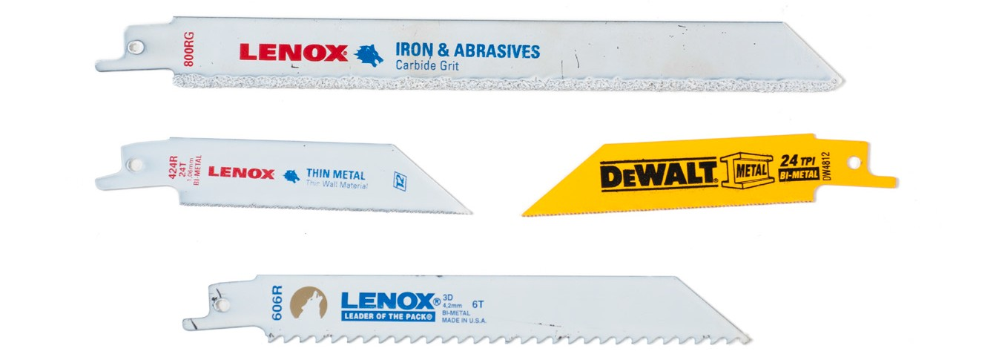 800RG
LENOX®
IRON & ABRASIVES
Carbide Grit
424R
24T
1,06mm
BI-METAL
LENOX
THIN METAL
Thin Wall Material
T2
DEWALT®
METAL
24 TPI
BI-METAL
DW4812
606R
LENOX®
LEADER OF THE PACK®
3D
4,2mm 6T
BI-METAL
MADE IN U.S.A.